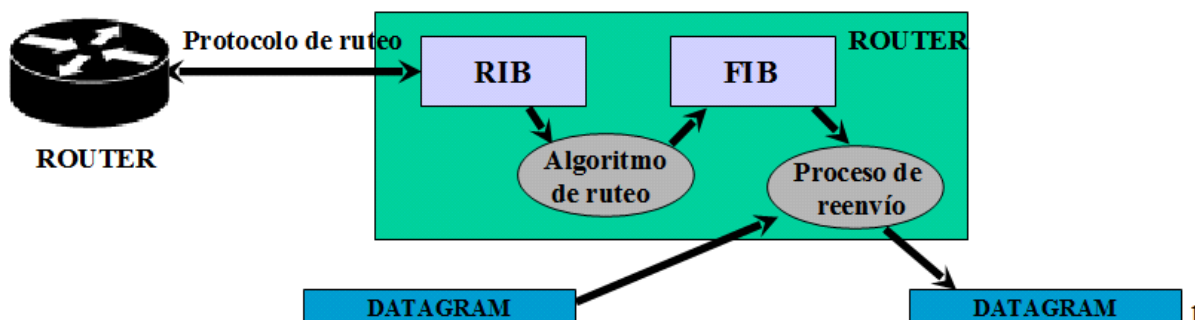 Protocolo de ruteo
ROUTER
RIB
FIB
ROUTER
Algoritmo
de ruteo
Proceso de
reenvío
DATAGRAM
DATAGRAM